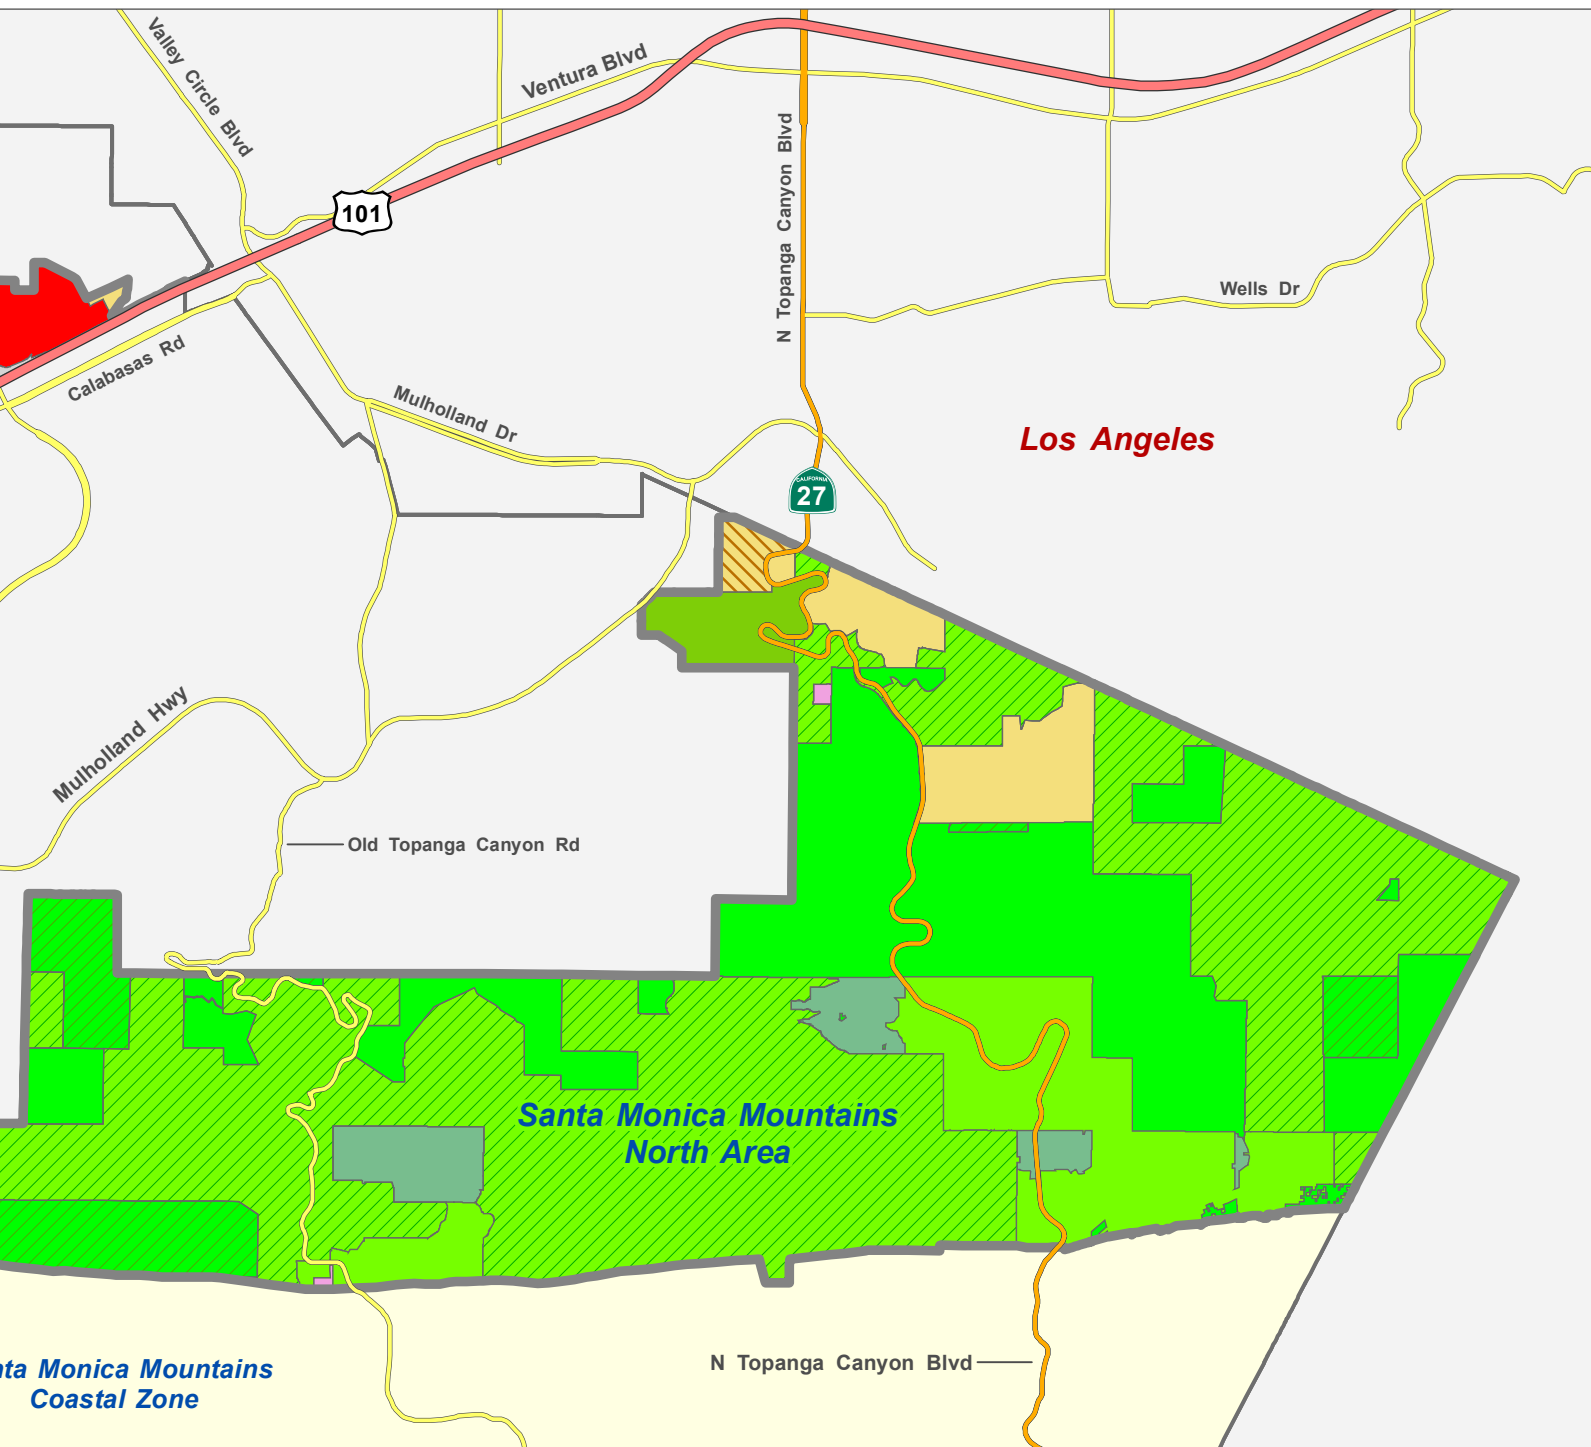 Valley Circle Blvd
Ventura Blvd
N Topanga Canyon Blvd
101
Wells Dr
Calabasas Rd
Mulholland Dr
Los Angeles
CALIFORNIA
27
Mulholland Hwy
Old Topanga Canyon Rd
Santa Monica Mountains
North Area
N Topanga Canyon Blvd
ta Monica Mountains
Coastal Zone